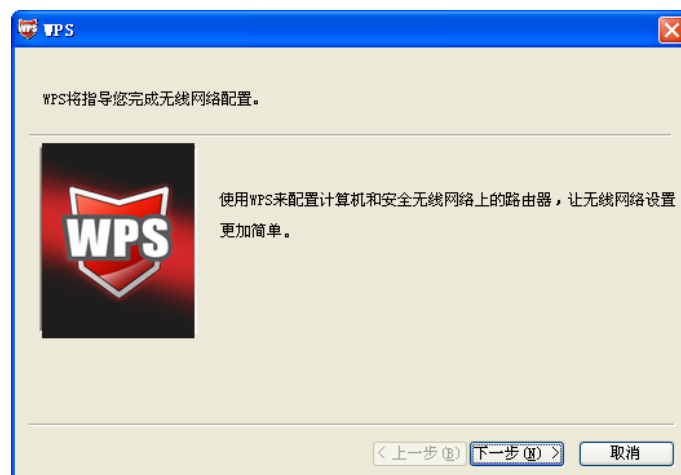 WPS
WPS将指导您完成无线网络配置。
WPS
使用WPS来配置计算机和安全无线网络上的路由器，让无线网络设置
更加简单。
< 上一步(B) 下一步(N) > 取消